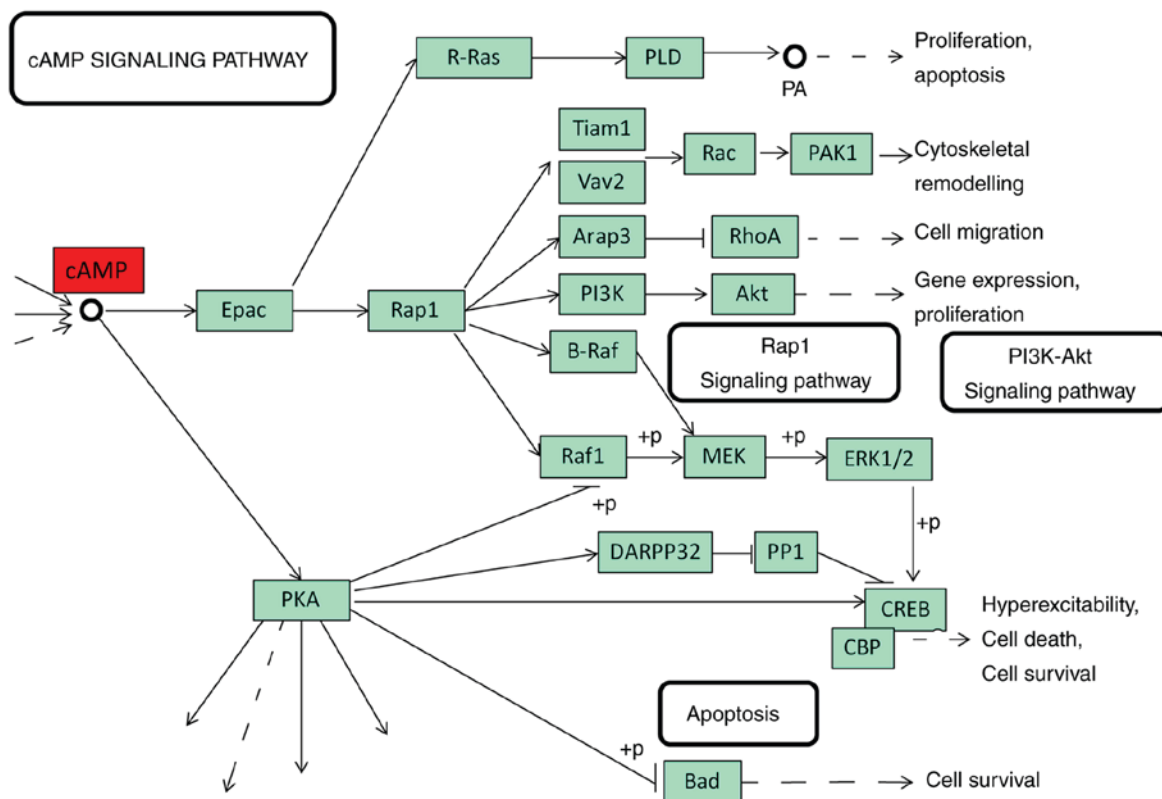 cAMP SIGNALING PATHWAY
R-Ras
PLD
PA
Proliferation,
apoptosis
Tiam1
Vav2
Rac
PAK1
Cytoskeletal
remodelling
Arap3
RhoA
Cell migration
cAMP
Epac
Rap1
PI3K
Akt
Gene expression,
proliferation
B-Raf
Rap1
Signaling pathway
PI3K-Akt
Signaling pathway
Raf1
+p
MEK
+p
ERK1/2
+p
+p
DARPP32
PP1
PKA
CREB
CBP
Hyperexcitability,
Cell death,
Cell survival
Apoptosis
+p
Bad
Cell survival